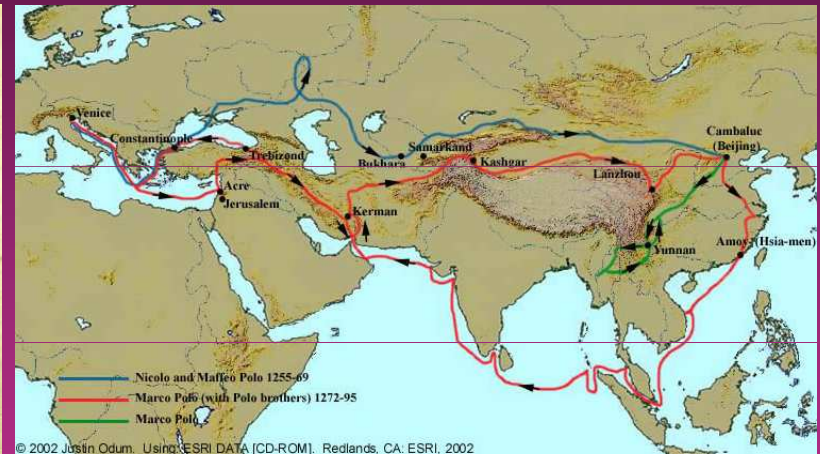 Venice
Constantinople
Trebizond
Bukhara
Samarkand
Kashgar
Cambaluc
(Beijing)
Lanzhou
Acre
Jerusalem
Kerman
Yunnan
Amoy (Hsia-men)
Nicolo and Maffeo Polo 1255-69
Marco Polo (with Polo brothers) 1272-95
Marco Polo
© 2002 Justin Odum. Using: ESRI DATA [CD-ROM]. Redlands, CA: ESRI, 2002